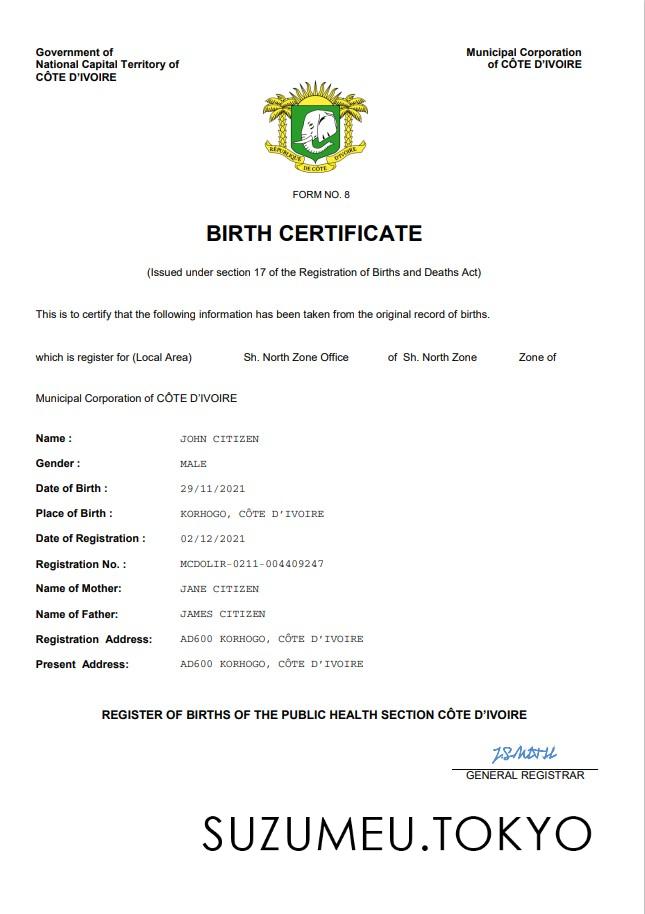 Government of
National Capital Territory of
CÔTE D'IVOIRE
Municipal Corporation
of CÔTE D'IVOIRE
RÉPUBLIQUE DE CÔTE D'IVOIRE
FORM NO. 8
BIRTH CERTIFICATE
(Issued under section 17 of the Registration of Births and Deaths Act)
This is to certify that the following information has been taken from the original record of births.
which is register for (Local Area) Sh. North Zone Office of Sh. North Zone Zone of
Municipal Corporation of CÔTE D'IVOIRE
Name : JOHN CITIZEN
Gender : MALE
Date of Birth : 29/11/2021
Place of Birth : KORHOGO, CÔTE D'IVOIRE
Date of Registration : 02/12/2021
Registration No. : MCDOLIR-0211-004409247
Name of Mother: JANE CITIZEN
Name of Father: JAMES CITIZEN
Registration Address: AD600 KORHOGO, CÔTE D'IVOIRE
Present Address: AD600 KORHOGO, CÔTE D'IVOIRE
REGISTER OF BIRTHS OF THE PUBLIC HEALTH SECTION CÔTE D'IVOIRE
GENERAL REGISTRAR
SUZUMEU.TOKYO